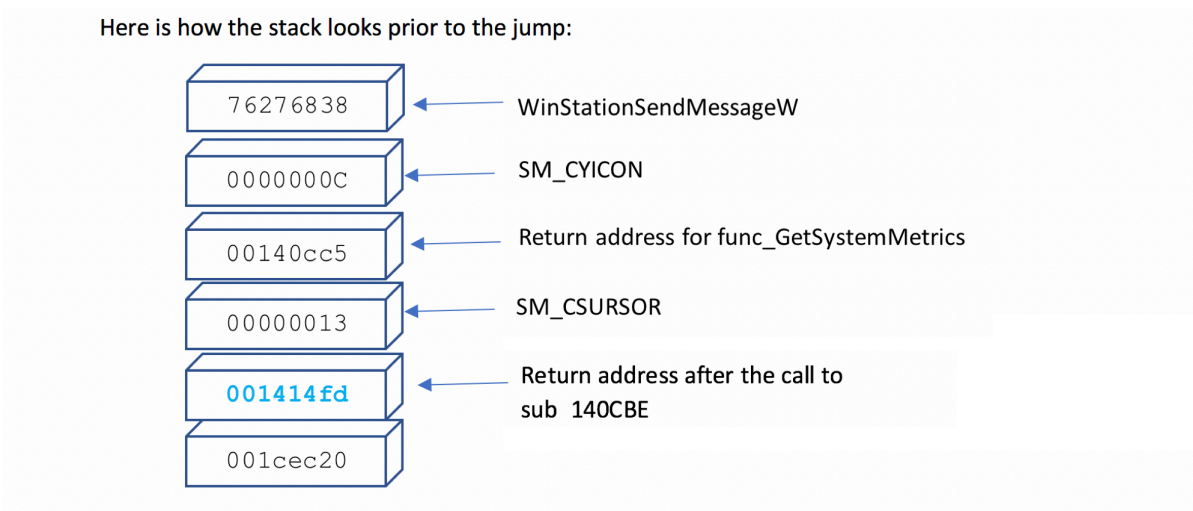 Here is how the stack looks prior to the jump:
76276838 WinStationSendMessageW
0000000C SM_CYICON
00140cc5 Return address for func_GetSystemMetrics
00000013 SM_CSURSOR
001414fd Return address after the call to
sub 140CBE
001cec20